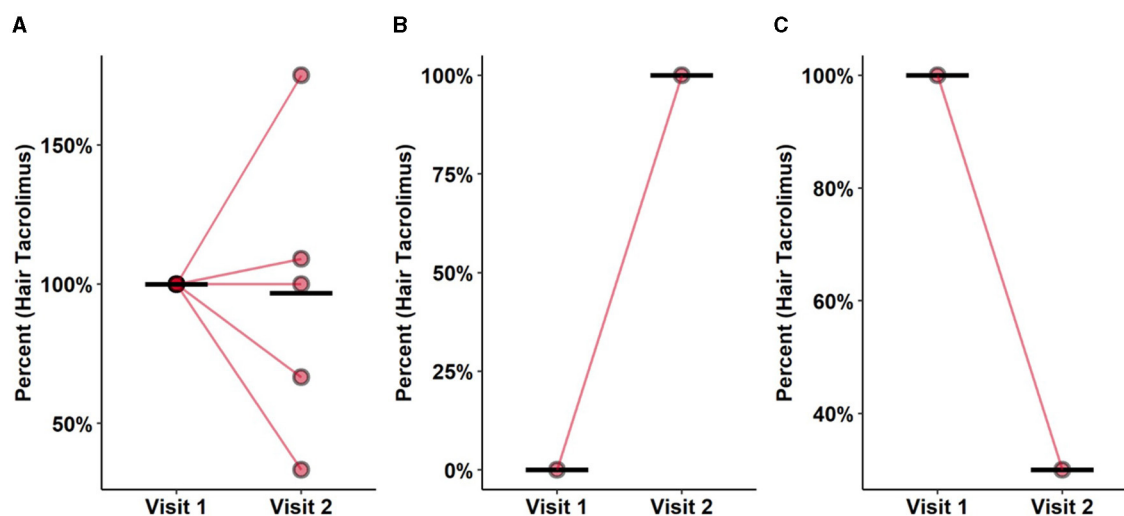 A
Percent (Hair Tacrolimus)
150%
100%
50%
Visit 1 Visit 2
B
Percent (Hair Tacrolimus)
100%
75%
50%
25%
0%
Visit 1 Visit 2
C
Percent (Hair Tacrolimus)
100%
80%
60%
40%
Visit 1 Visit 2